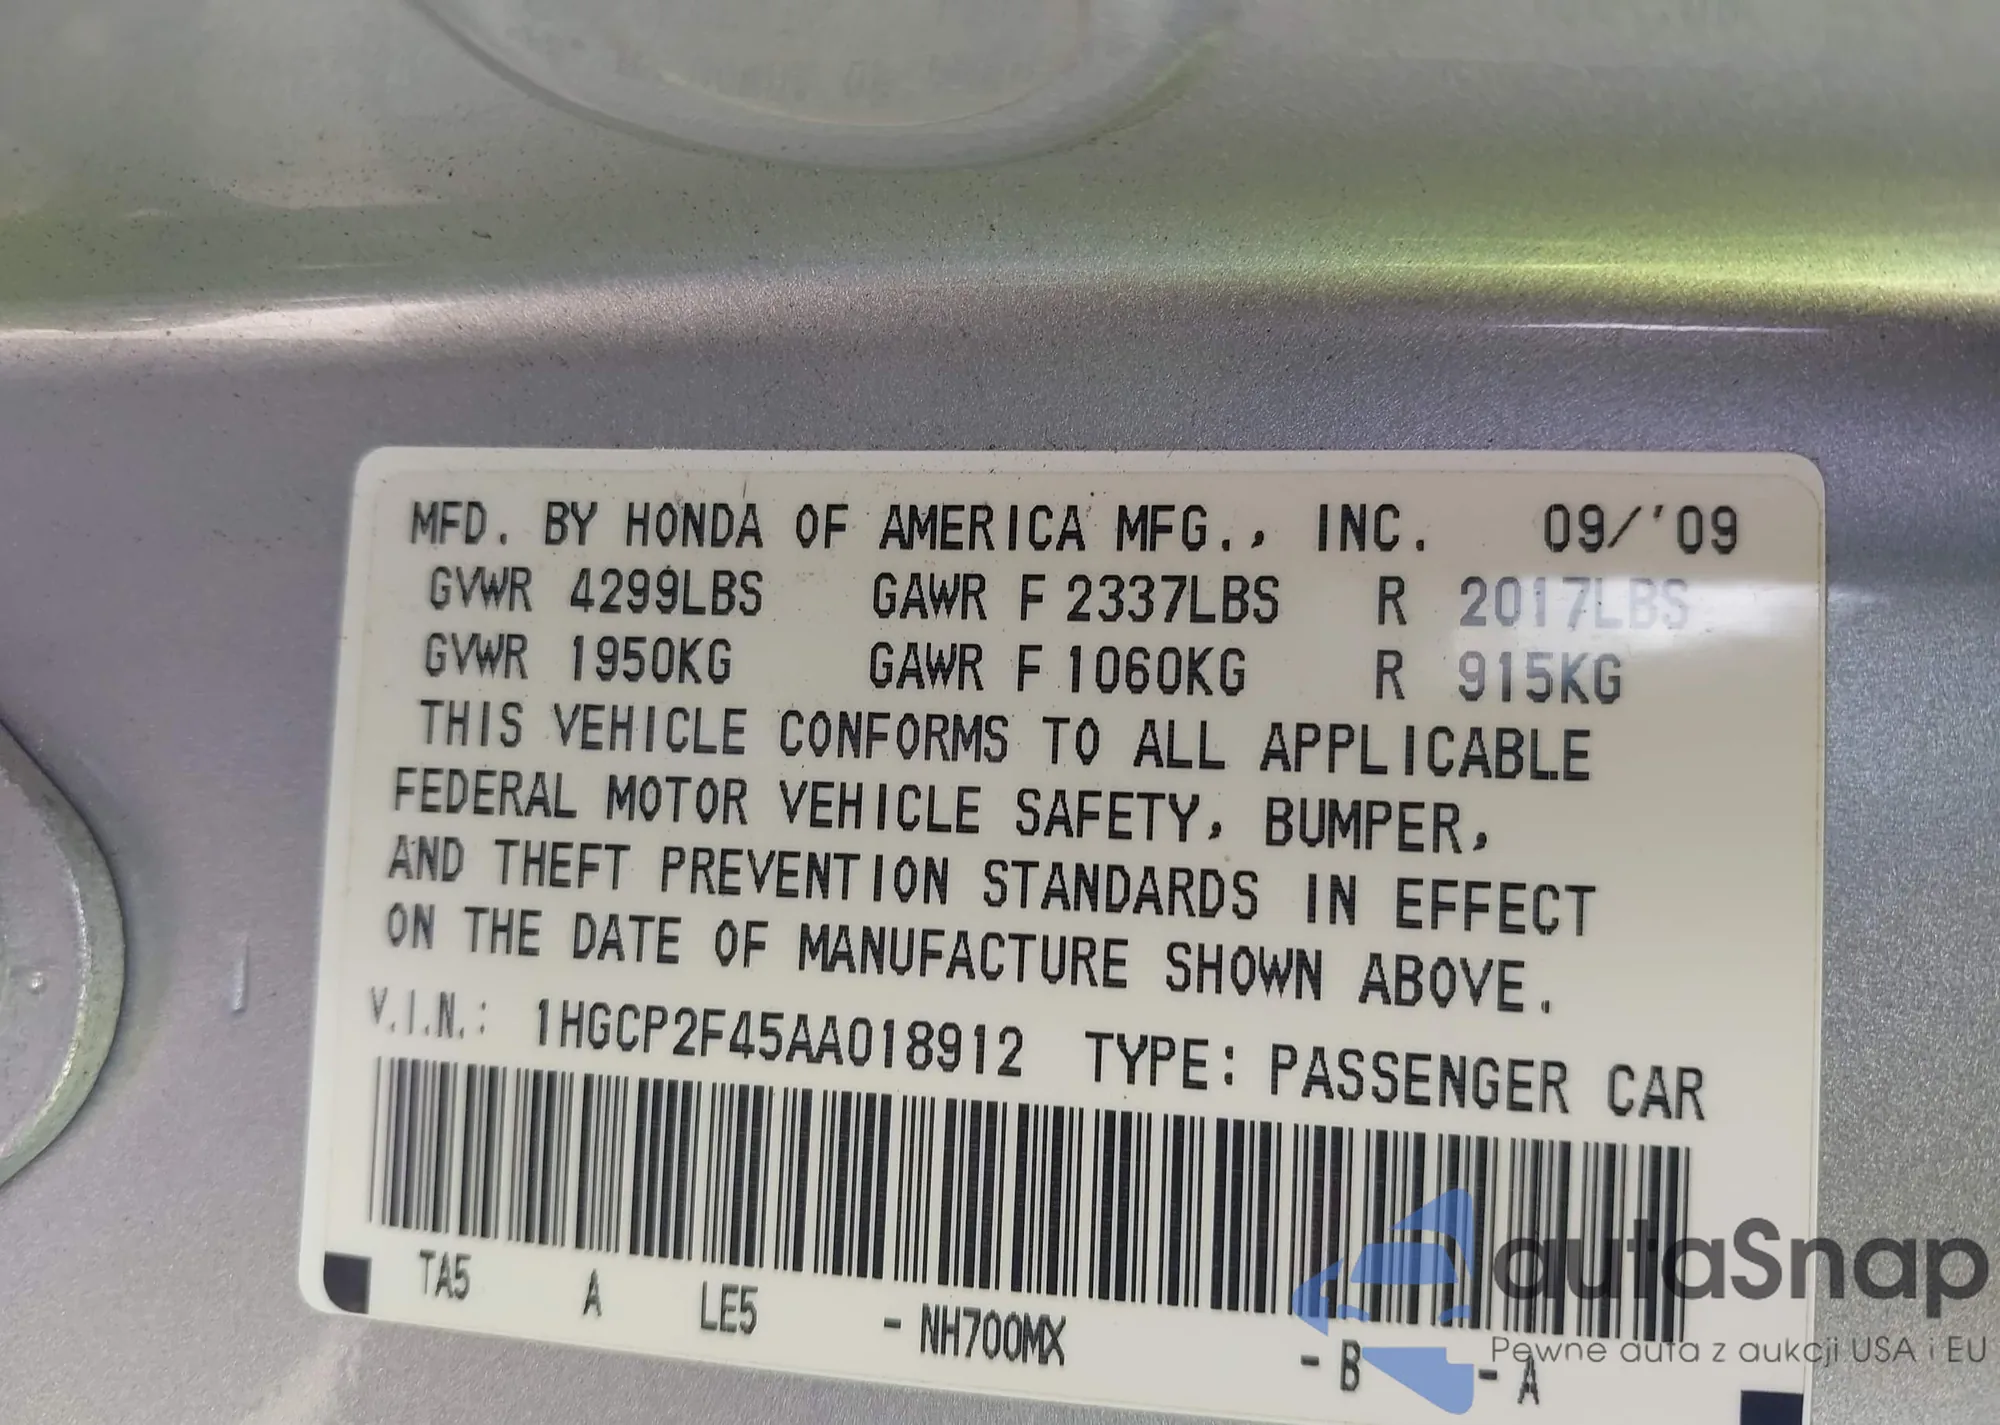 MFD. BY HONDA OF AMERICA MFG., INC. 09/'09
GVWR 4299LBS GAWR F 2337LBS R 2017LBS
GVWR 1950KG GAWR F 1060KG R 915KG
THIS VEHICLE CONFORMS TO ALL APPLICABLE
FEDERAL MOTOR VEHICLE SAFETY, BUMPER,
AND THEFT PREVENTION STANDARDS IN EFFECT
ON THE DATE OF MANUFACTURE SHOWN ABOVE.
V.I.N.: 1HGCP2F45AA018912 TYPE: PASSENGER CAR
TA5 A LE5 - NH700MX - B - A
autaSnap
Pewne auta z aukcji USA i EU